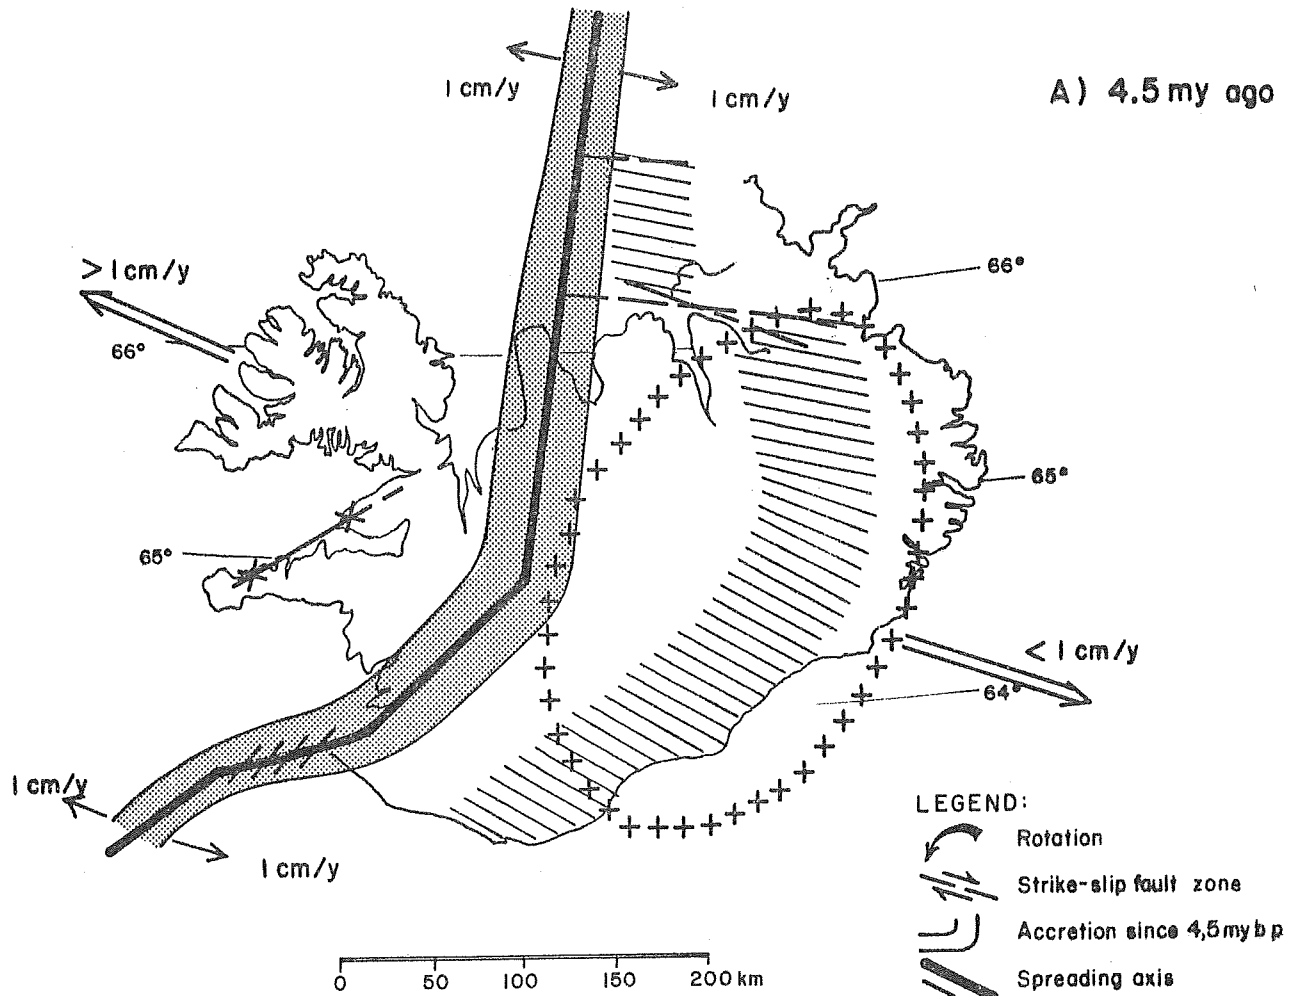 1 cm/y
1 cm/y
A) 4.5 my ago
> 1 cm/y
66°
66°
65°
65°
< 1 cm/y
64°
1 cm/y
1 cm/y
LEGEND:
Rotation
Strike-slip fault zone
Accretion since 4,5 my b p
Spreading axis
0 50 100 150 200 km